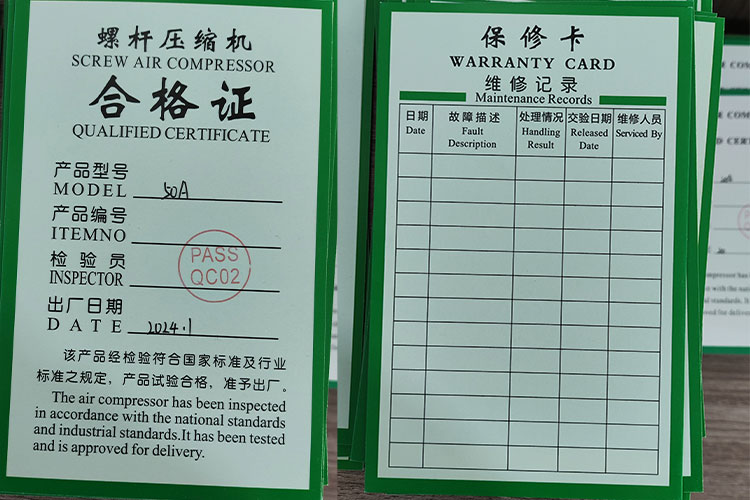 螺杆压缩机
SCREW AIR COMPRESSOR
合格证
QUALIFIED CERTIFICATE
产品型号
MODEL 50A
产品编号
ITEMNO
检验员
INSPECTOR
PASS
QC02
出厂日期
DATE 2024.1
该产品经检验符合国家标准及行业
标准之规定，产品试验合格，准予出厂。
The air compressor has been inspected
in accordance with the national standards
and industrial standards.It has been tested
and is approved for delivery.
保修卡
WARRANTY CARD
维修记录
Maintenance Records
日期 故障描述 处理情况 交验日期 维修人员
Date Fault Handling Released Serviced By
Description Result Date